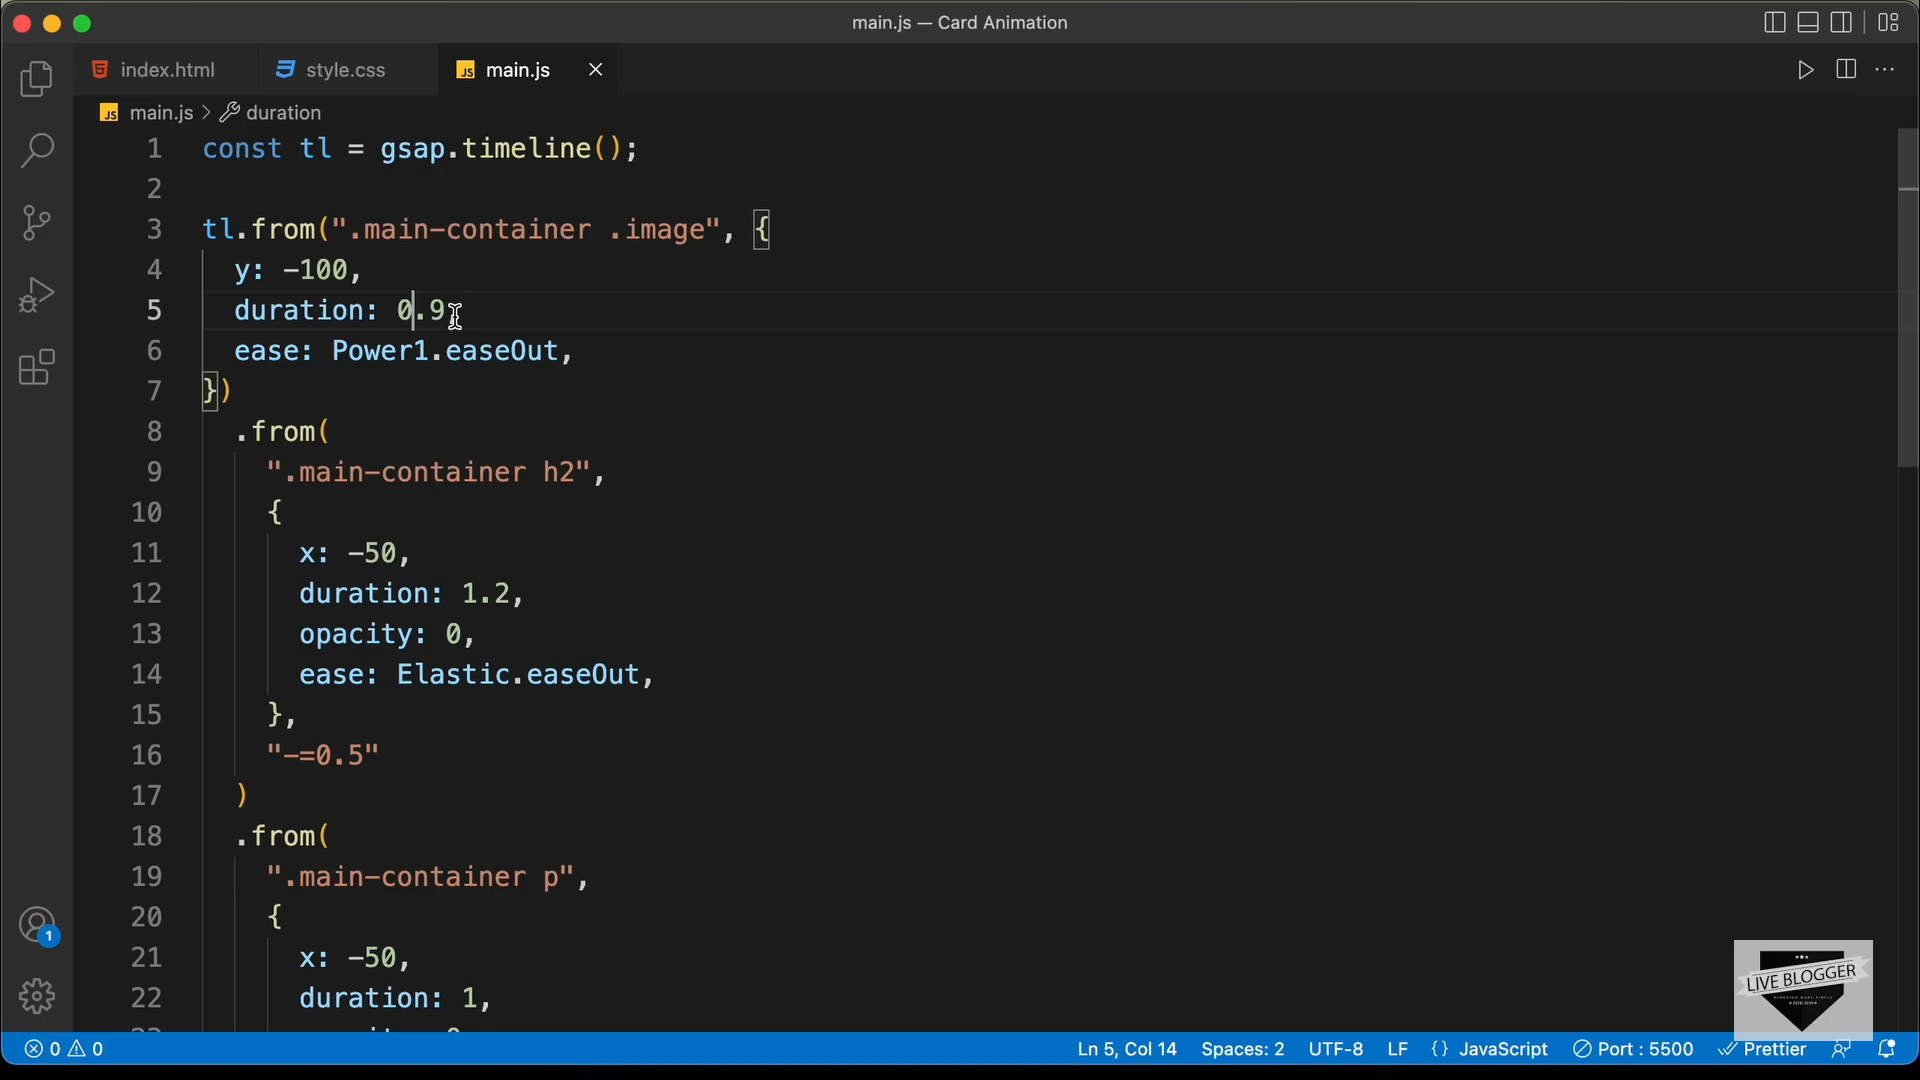 main.js — Card Animation
index.html
style.css
JS main.js
JS main.js > duration
1 const tl = gsap.timeline();
2
3 tl.from(".main-container .image", {
4 y: -100,
5 duration: 0.9,
6 ease: Power1.easeOut,
7 })
8 .from(
9 ".main-container h2",
10 {
11 x: -50,
12 duration: 1.2,
13 opacity: 0,
14 ease: Elastic.easeOut,
15 },
16 "-=0.5"
17 )
18 .from(
19 ".main-container p",
20 {
21 x: -50,
22 duration: 1,
1
LIVE BLOGGER
0 0
Ln 5, Col 14 Spaces: 2 UTF-8 LF {} JavaScript Port : 5500 Prettier